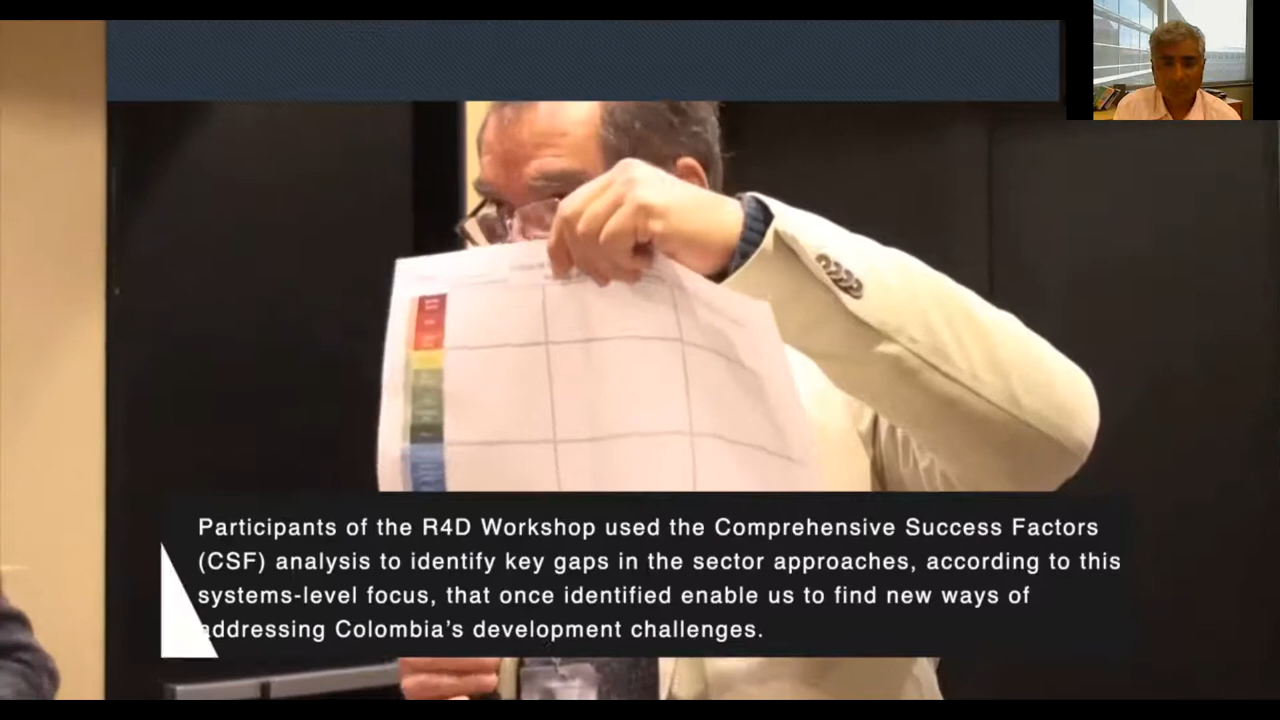 Participants of the R4D Workshop used the Comprehensive Success Factors
(CSF) analysis to identify key gaps in the sector approaches, according to this
systems-level focus, that once identified enable us to find new ways of
addressing Colombia’s development challenges.